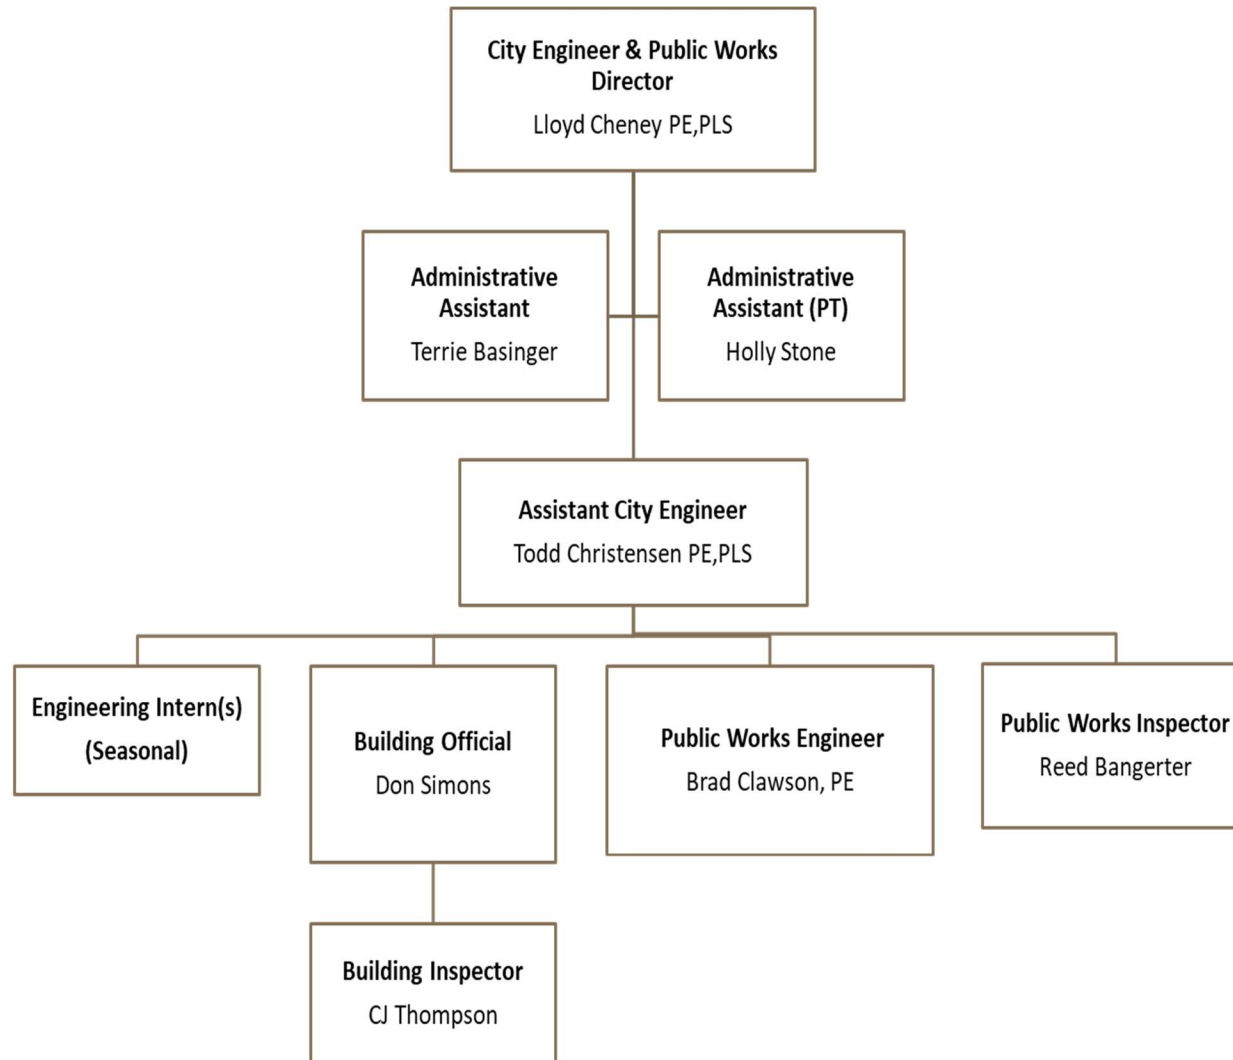 City Engineer & Public Works
Director
Lloyd Cheney PE,PLS
Administrative
Assistant
Terrie Basinger
Administrative
Assistant (PT)
Holly Stone
Assistant City Engineer
Todd Christensen PE,PLS
Engineering Intern(s)
(Seasonal)
Building Official
Don Simons
Public Works Engineer
Brad Clawson, PE
Public Works Inspector
Reed Bangerter
Building Inspector
CJ Thompson